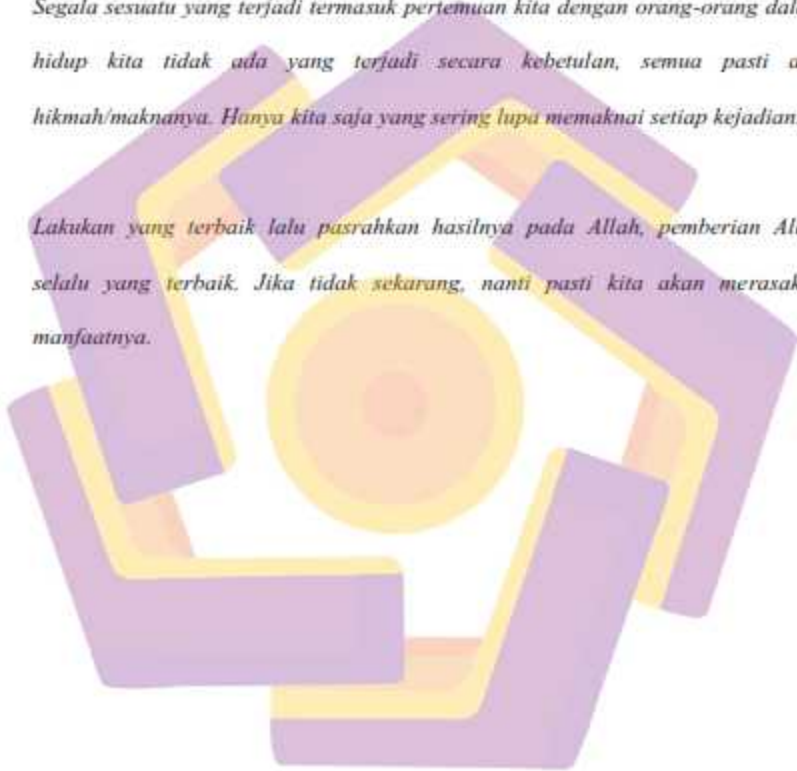 Segala sesuatu yang terjadi termasuk pertemuan kita dengan orang-orang dala
hidup kita tidak ada yang terjadi secara kebetulan, semua pasti a
hikmah/maknanya. Hanya kita saja yang sering lupa memaknai setiap kejadian.
Lakukan yang terbaik lalu pasrahkan hasilnya pada Allah, pemberian All
selalu yang terbaik. Jika tidak sekarang, nanti pasti kita akan merasak
manfaatnya.